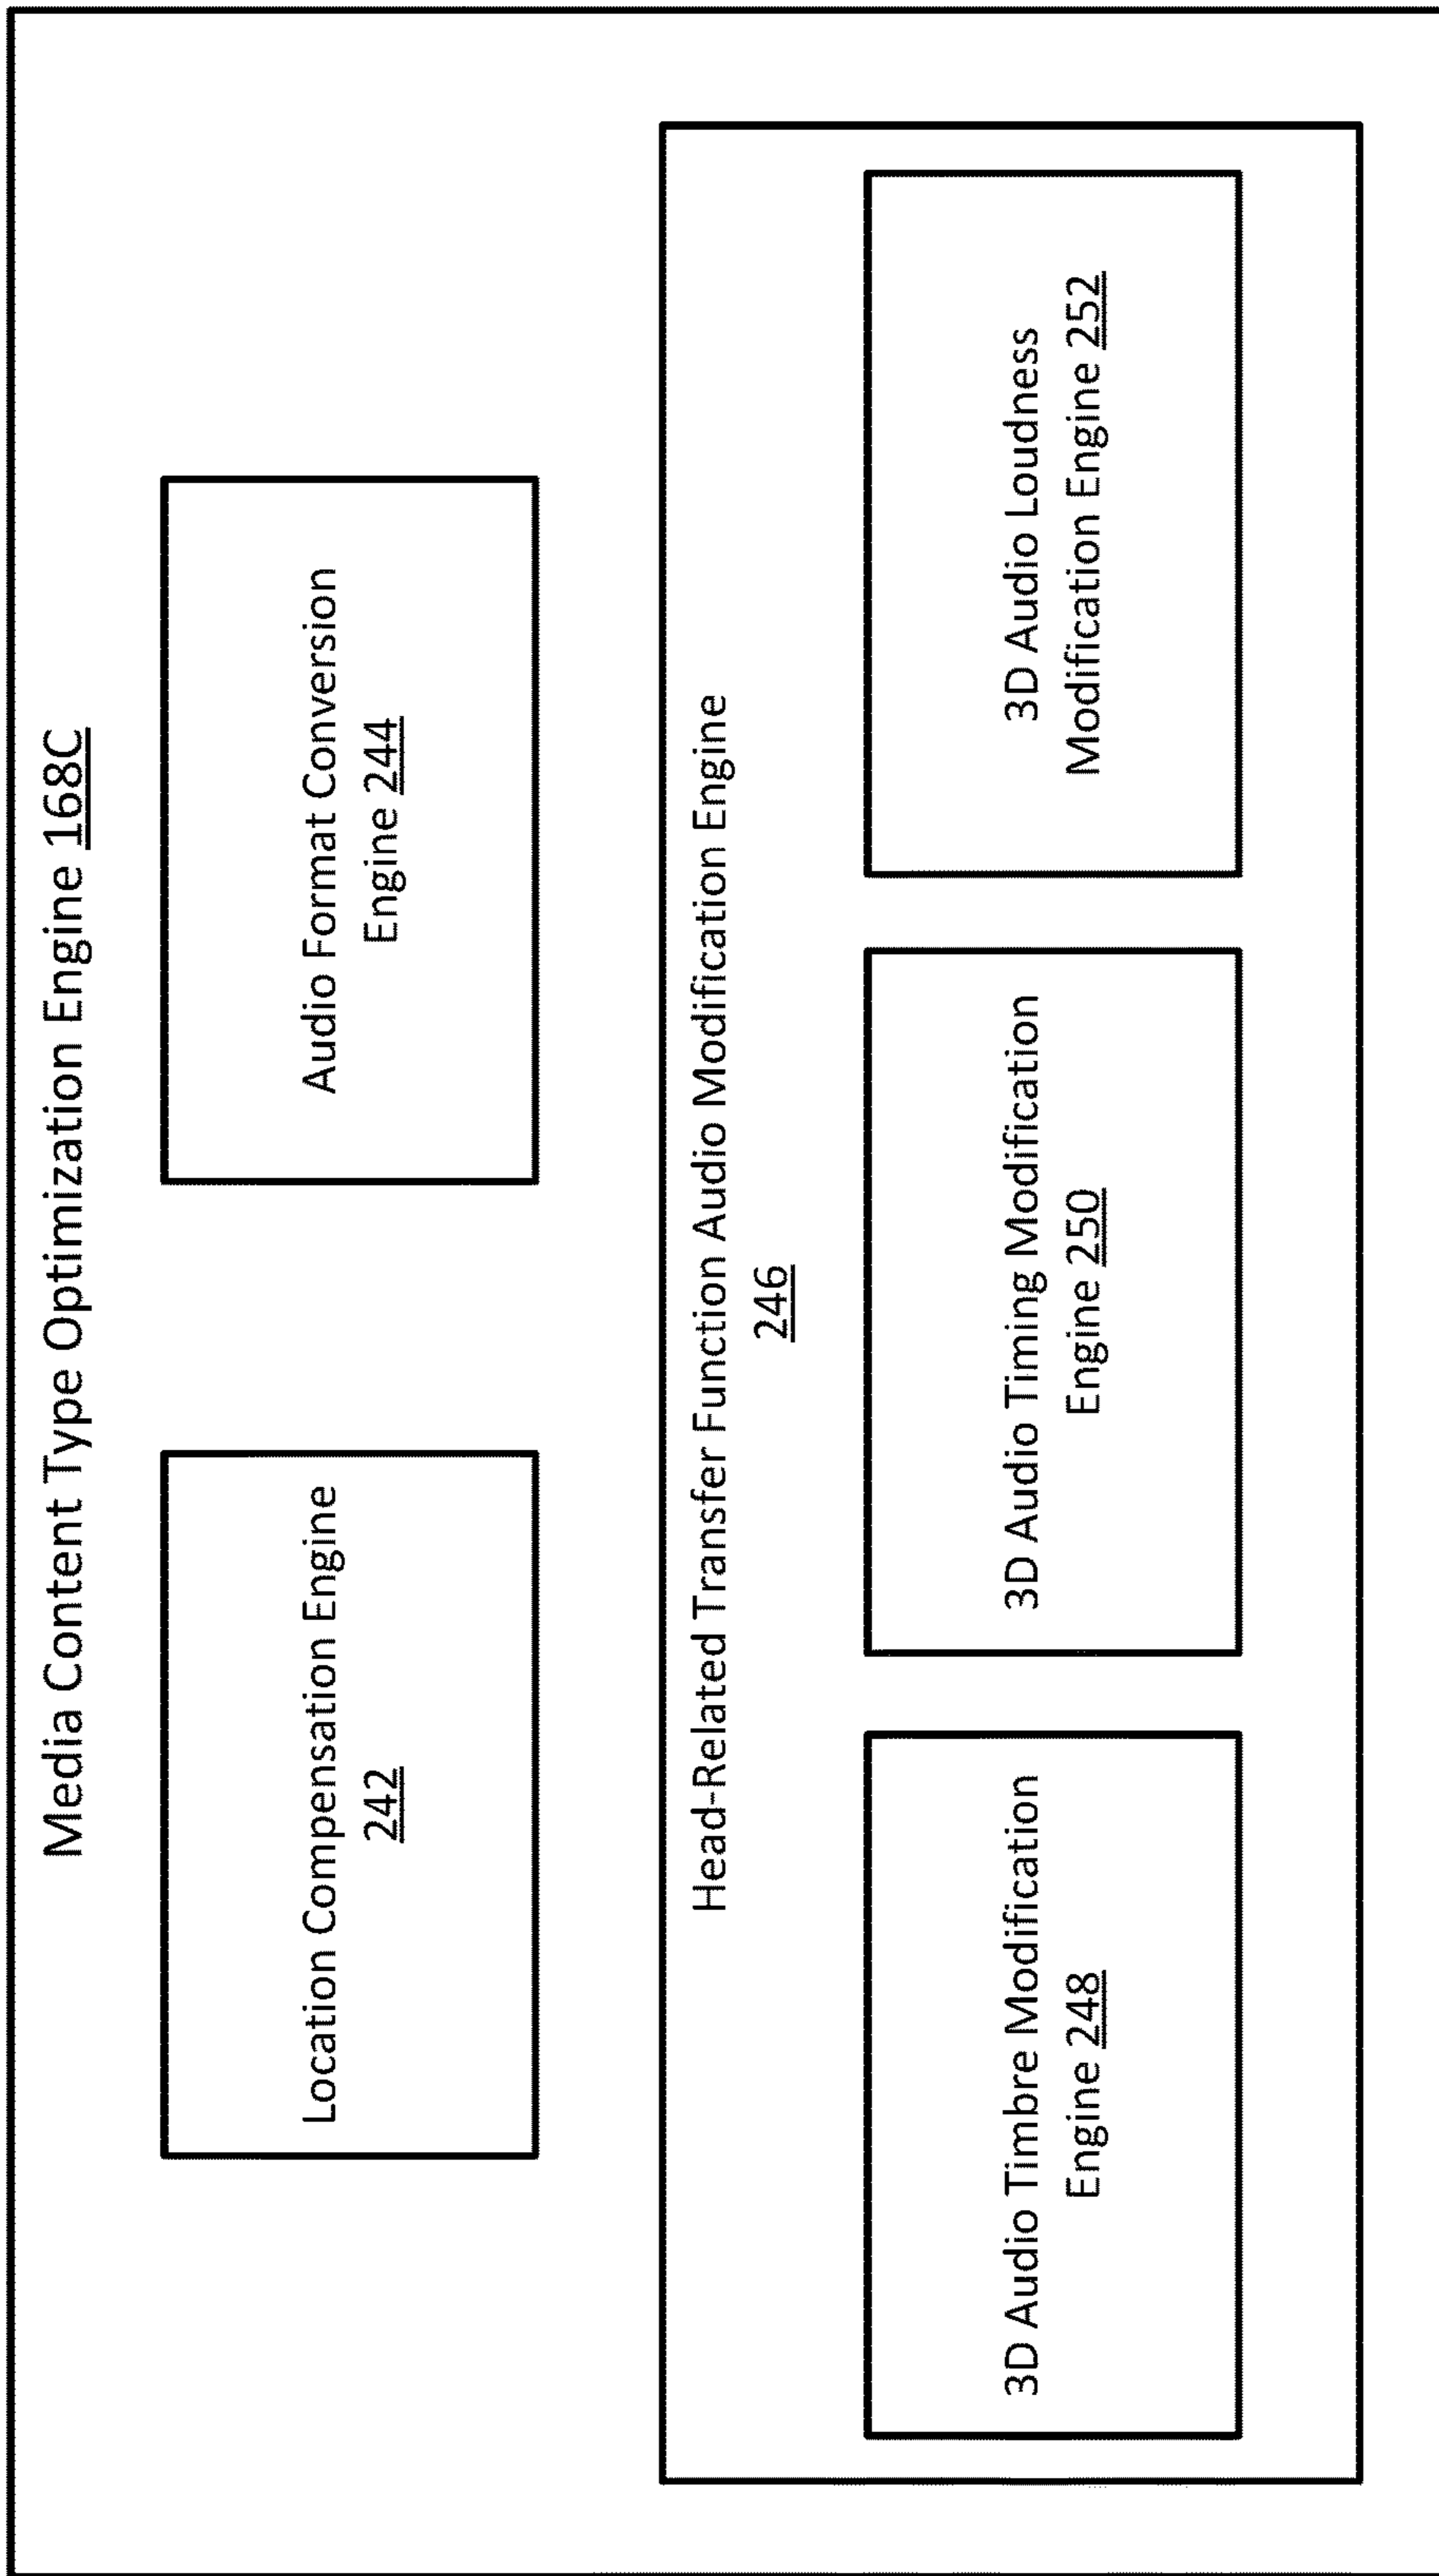 Media Content Type Optimization Engine 168C
Location Compensation Engine
242
Audio Format Conversion
Engine 244
Head-Related Transfer Function Audio Modification Engine
246
3D Audio Timbre Modification
Engine 248
3D Audio Timing Modification
Engine 250
3D Audio Loudness
Modification Engine 252